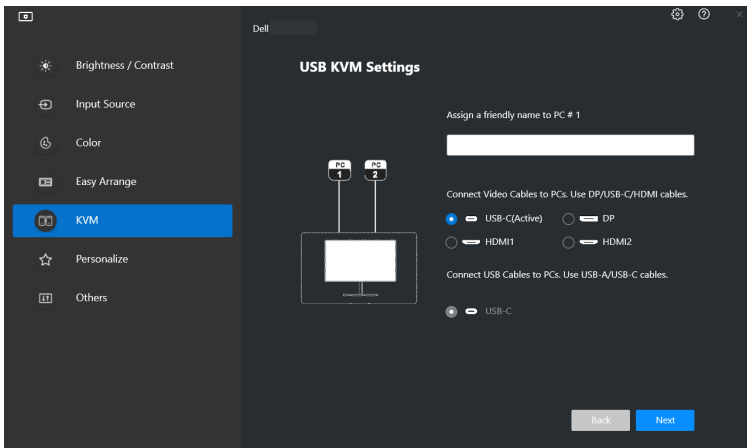 Dell
Brightness / Contrast
Input Source
Color
Easy Arrange
KVM
Personalize
Others
USB KVM Settings
PC
1
PC
2
Assign a friendly name to PC # 1
Connect Video Cables to PCs. Use DP/USB-C/HDMI cables.
USB-C(Active) DP
HDMI1 HDMI2
Connect USB Cables to PCs. Use USB-A/USB-C cables.
USB-C
Back Next